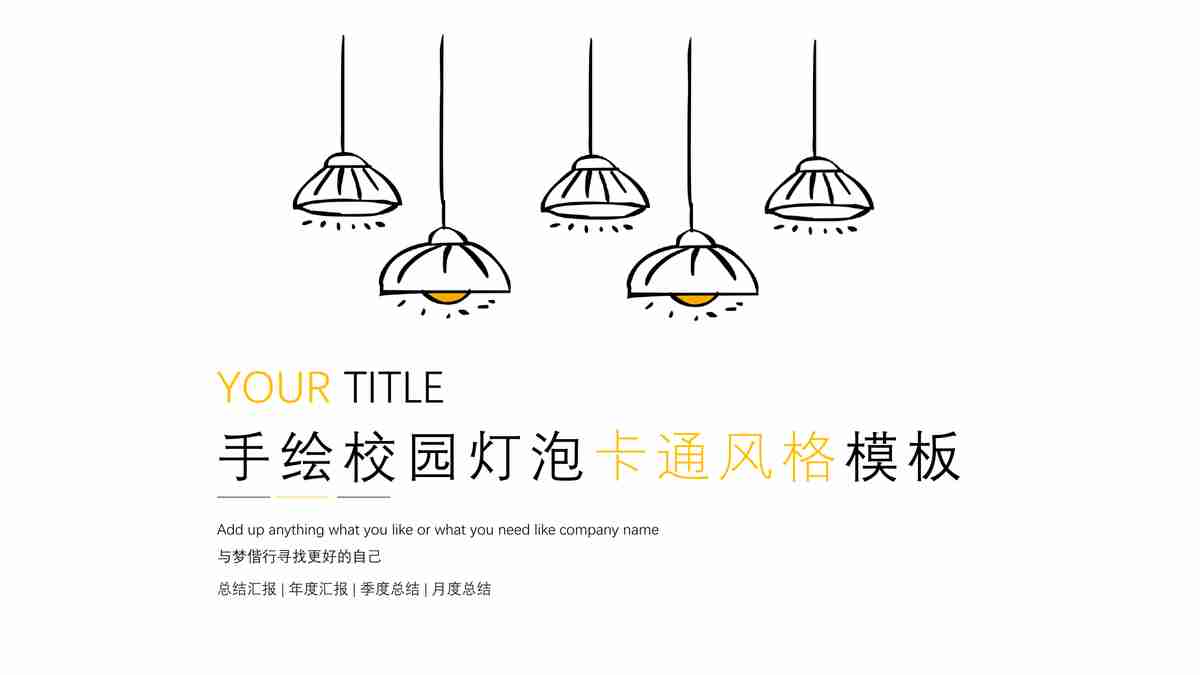 YOUR TITLE
手绘校园灯泡卡通风格模板
Add up anything what you like or what you need like company name
与梦偕行寻找更好的自己
总结汇报 | 年度汇报 | 季度总结 | 月度总结